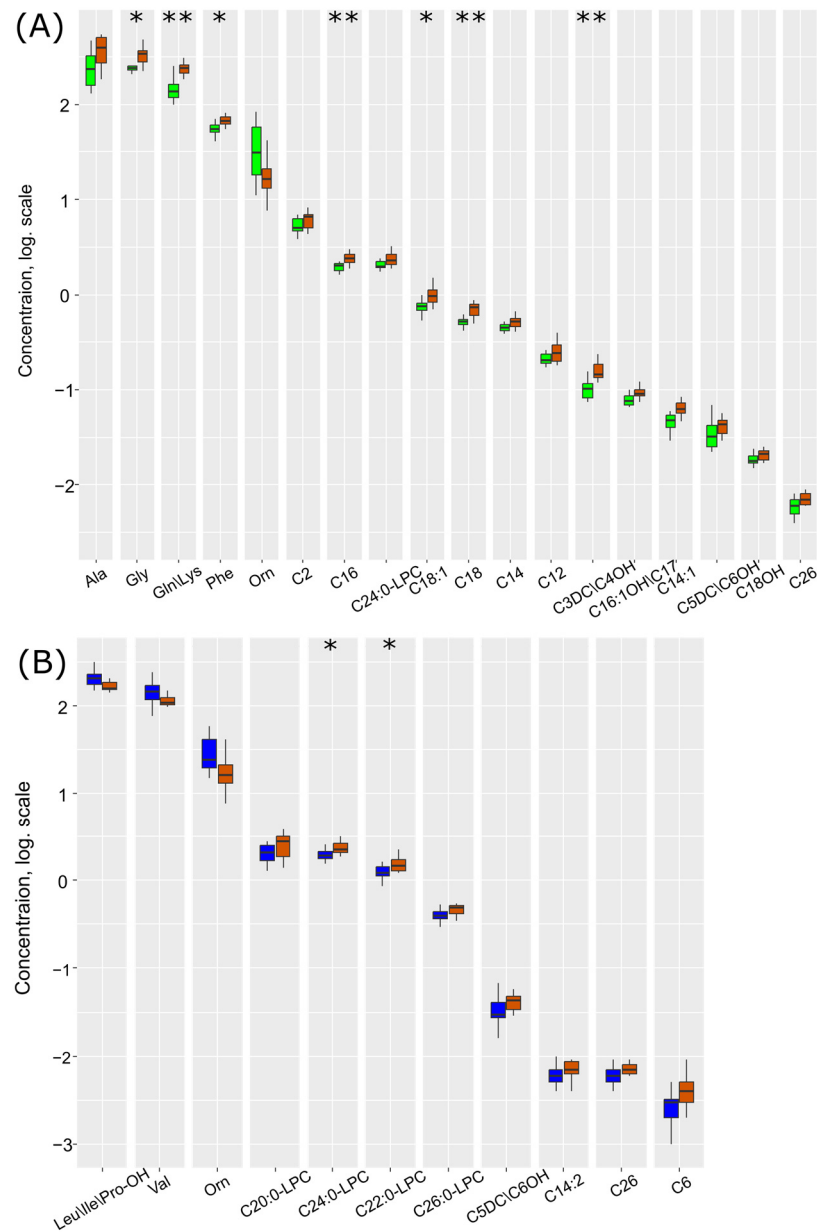 (A)
* ** * ** * ** **
Concentraion, log. scale
2
1
0
−1
−2
Ala Gly Gln\Lys Phe Orn C2 C16 C24:0-LPC C18:1 C18 C14 C12 C3DC\C4OH C16:1OH\C17 C14:1 C5DC\C6OH C18OH C26
(B)
* *
Concentraion, log. scale
2
1
0
−1
−2
−3
Leu\Ile\Pro-OH Val Orn C20:0-LPC C24:0-LPC C22:0-LPC C26:0-LPC C5DC\C6OH C14:2 C26 C6